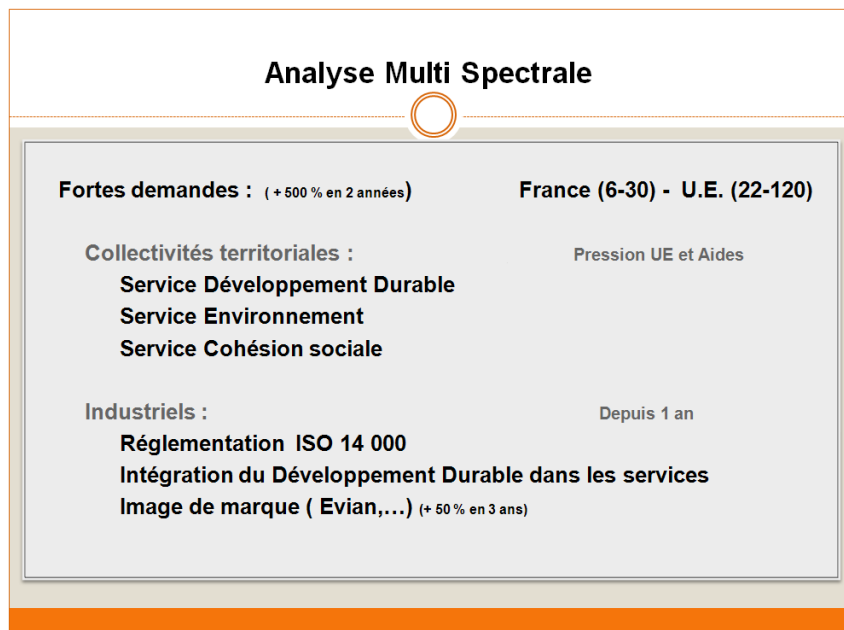 Analyse Multi Spectrale
Fortes demandes : ( + 500 % en 2 années) France (6-30) - U.E. (22-120)
Collectivités territoriales : Pression UE et Aides
Service Développement Durable
Service Environnement
Service Cohésion sociale
Industriels : Depuis 1 an
Réglementation ISO 14 000
Intégration du Développement Durable dans les services
Image de marque ( Evian,…) (+ 50 % en 3 ans)